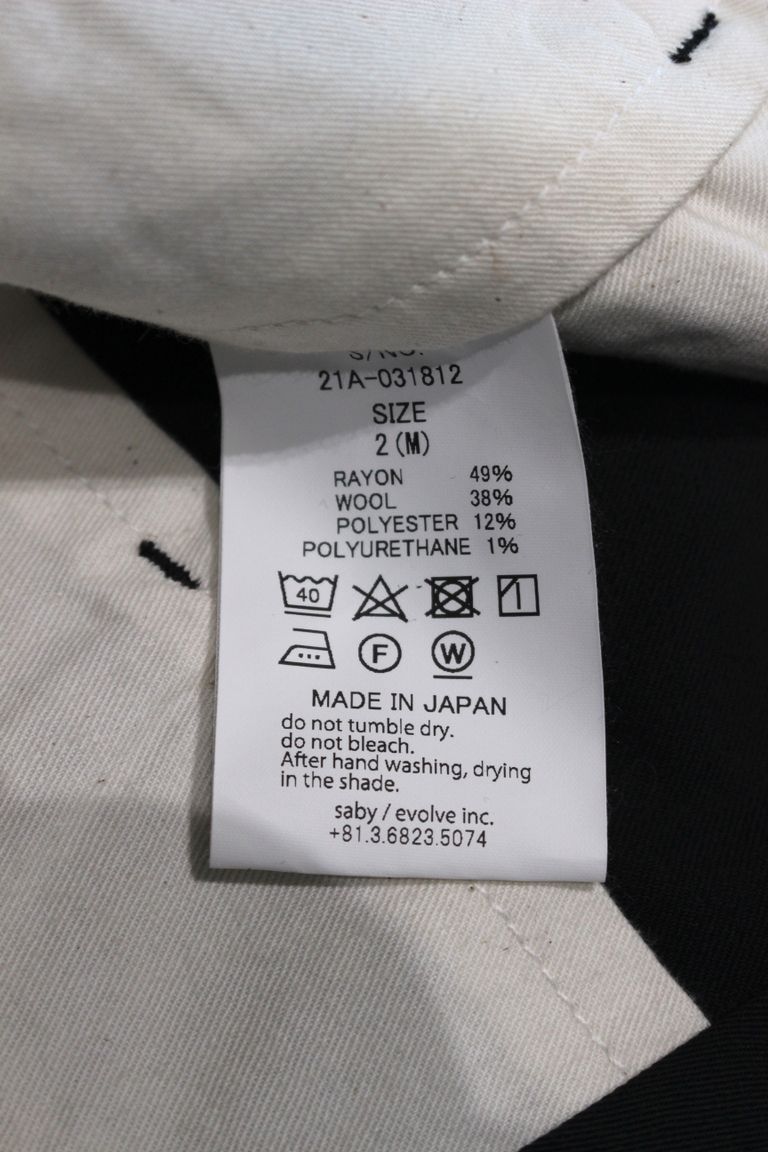 S/NO.
21A-031812
SIZE
2 (M)
RAYON 49%
WOOL 38%
POLYESTER 12%
POLYURETHANE 1%
40
F W
MADE IN JAPAN
do not tumble dry.
do not bleach.
After hand washing, drying
in the shade.
saby / evolve inc.
+81.3.6823.5074